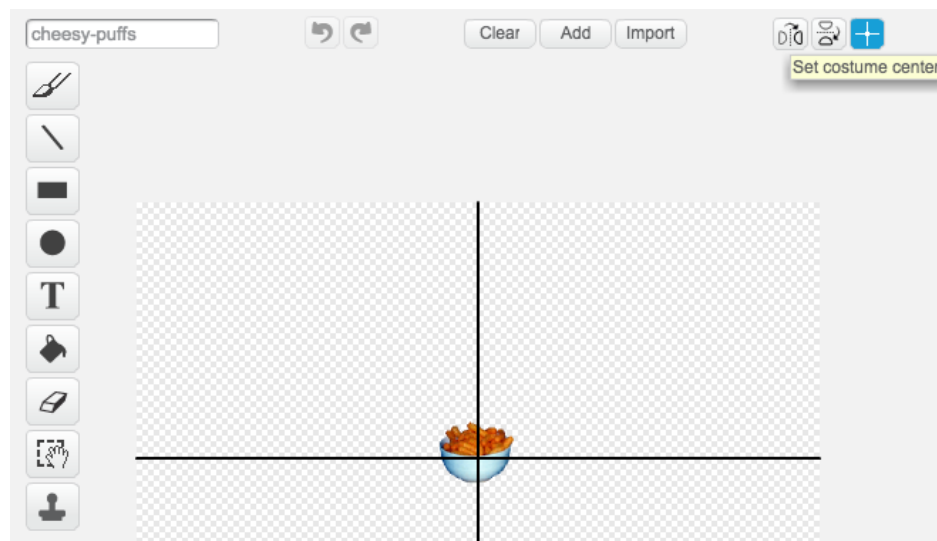 cheesy-puffs
Clear
Add
Import
Set costume center
T